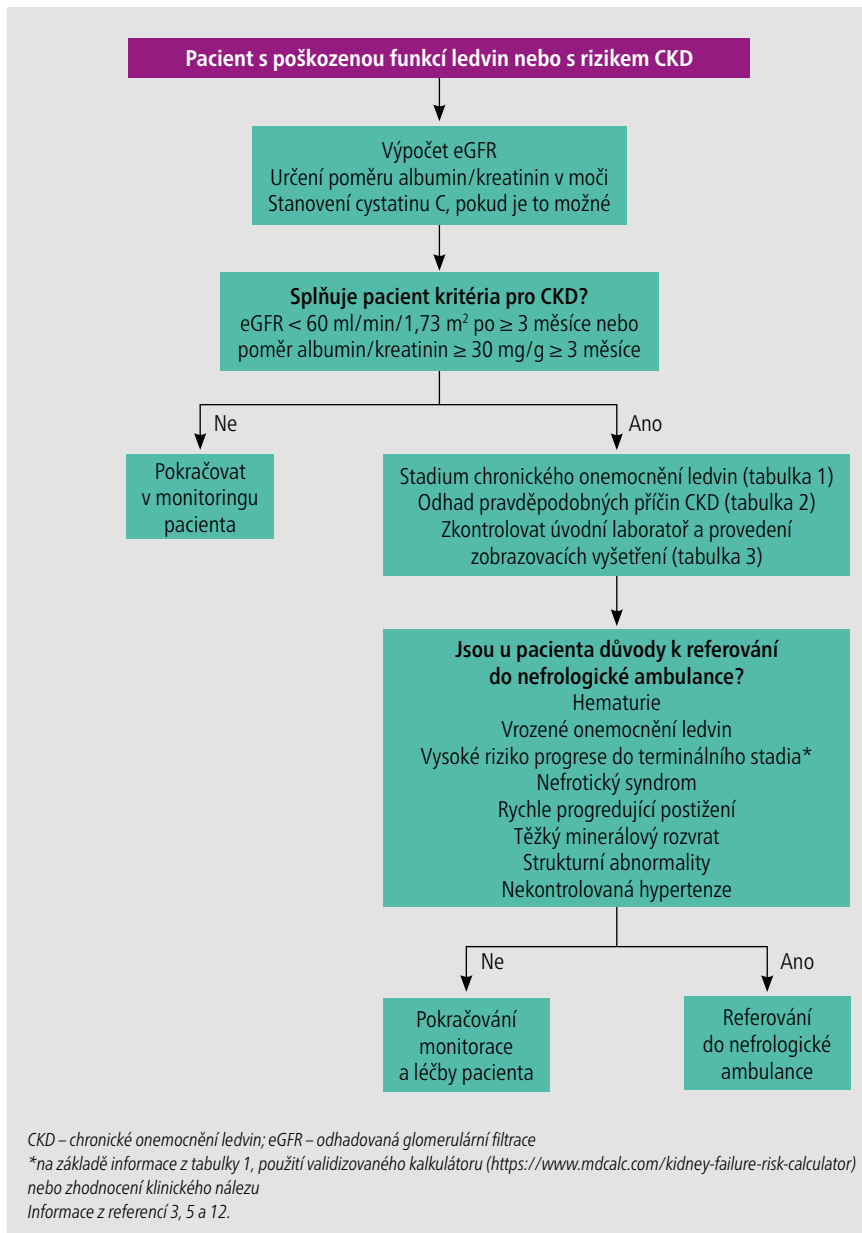 Pacient s poškozenou funkcí ledvin nebo s rizikem CKD
Výpočet eGFR
Určení poměru albumin/kreatinin v moči
Stanovení cystatinu C, pokud je to možné
Splňuje pacient kritéria pro CKD?
eGFR < 60 ml/min/1,73 m² po ≥ 3 měsíce nebo
poměr albumin/kreatinin ≥ 30 mg/g ≥ 3 měsíce
Ne
Ano
Pokračovat
v monitoringu
pacienta
Stadium chronického onemocnění ledvin (tabulka 1)
Odhad pravděpodobných příčin CKD (tabulka 2)
Zkontrolovat úvodní laboratoř a provedení
zobrazovacích vyšetření (tabulka 3)
Jsou u pacienta důvody k referování
do nefrologické ambulance?
Hematurie
Vrozené onemocnění ledvin
Vysoké riziko progrese do terminálního stadia*
Nefrotický syndrom
Rychle progredující postižení
Těžký minerálový rozvrat
Strukturní abnormality
Nekontrolovaná hypertenze
Ne
Ano
Pokračování
monitorace
a léčby pacienta
Referování
do nefrologické
ambulance
CKD – chronické onemocnění ledvin; eGFR – odhadovaná glomerulární filtrace
*na základě informace z tabulky 1, použití validizovaného kalkulátoru (https://www.mdcalc.com/kidney-failure-risk-calculator)
nebo zhodnocení klinického nálezu
Informace z referencí 3, 5 a 12.